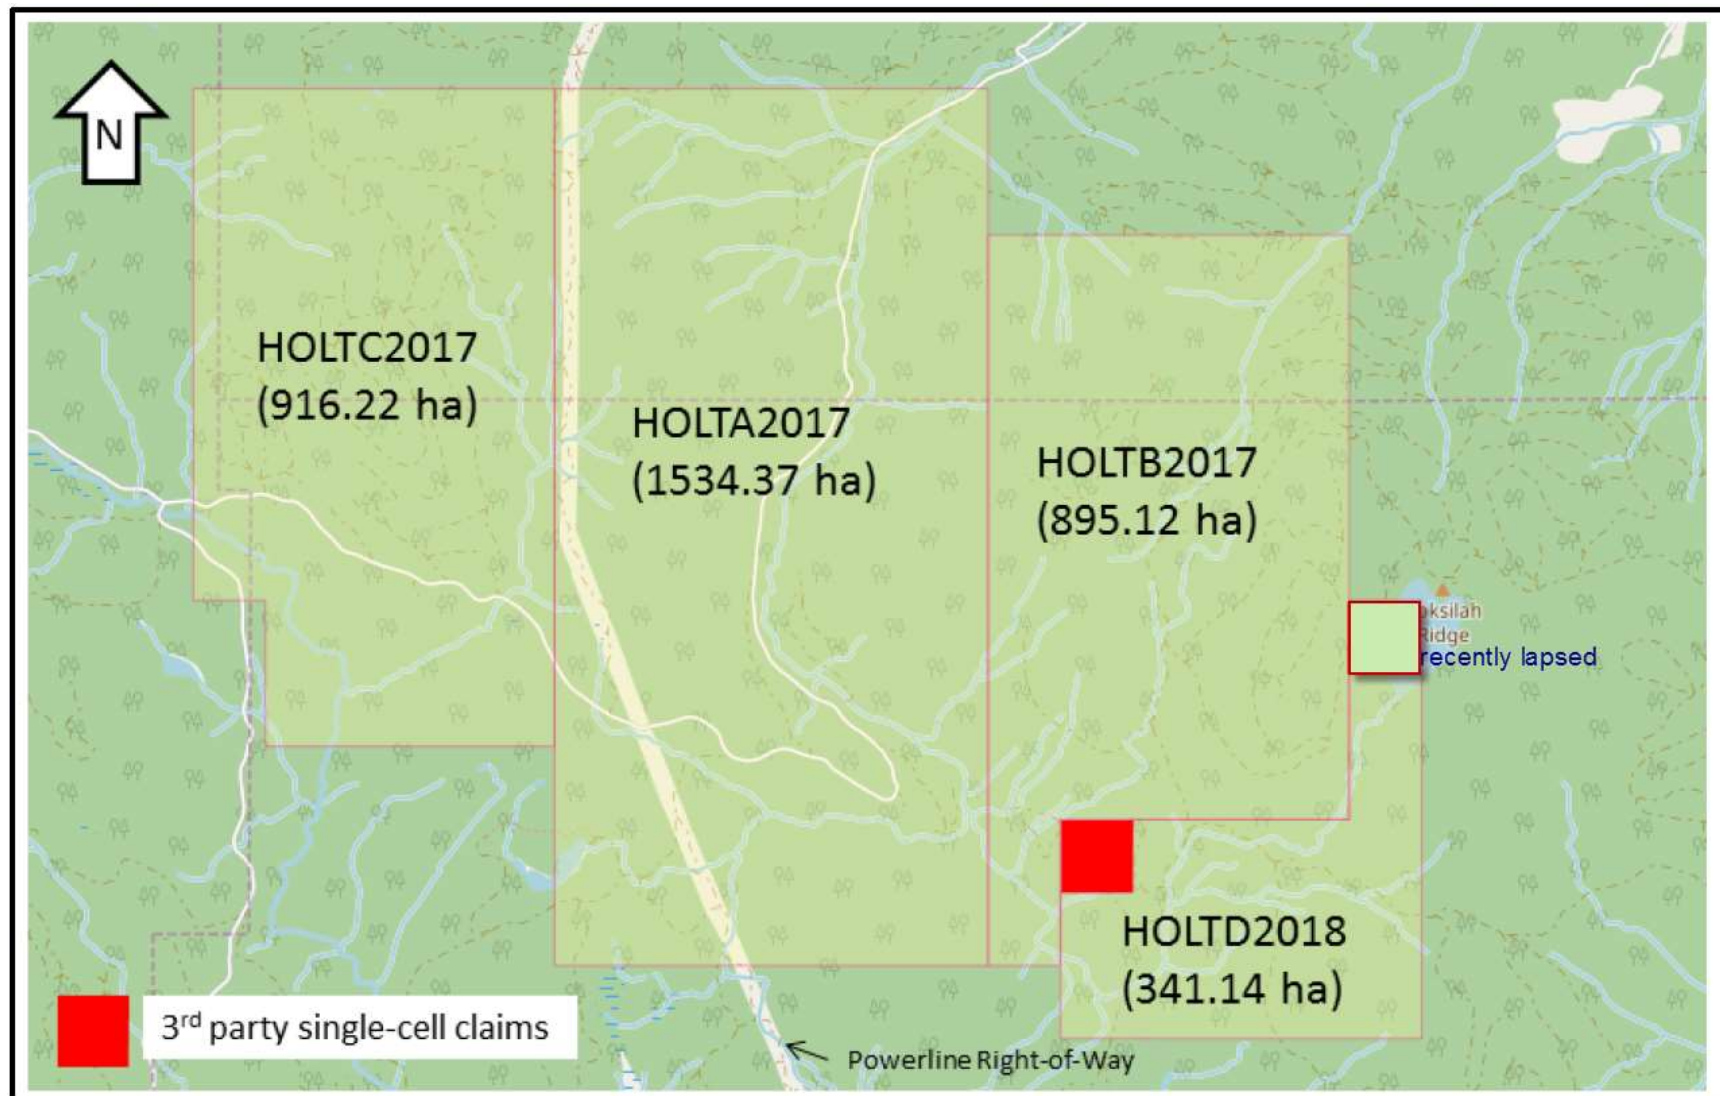 N
HOLTC2017
(916.22 ha)
HOLTA2017
(1534.37 ha)
HOLTB2017
(895.12 ha)
oksilah
Ridge
recently lapsed
HOLTD2018
(341.14 ha)
3rd party single-cell claims
Powerline Right-of-Way